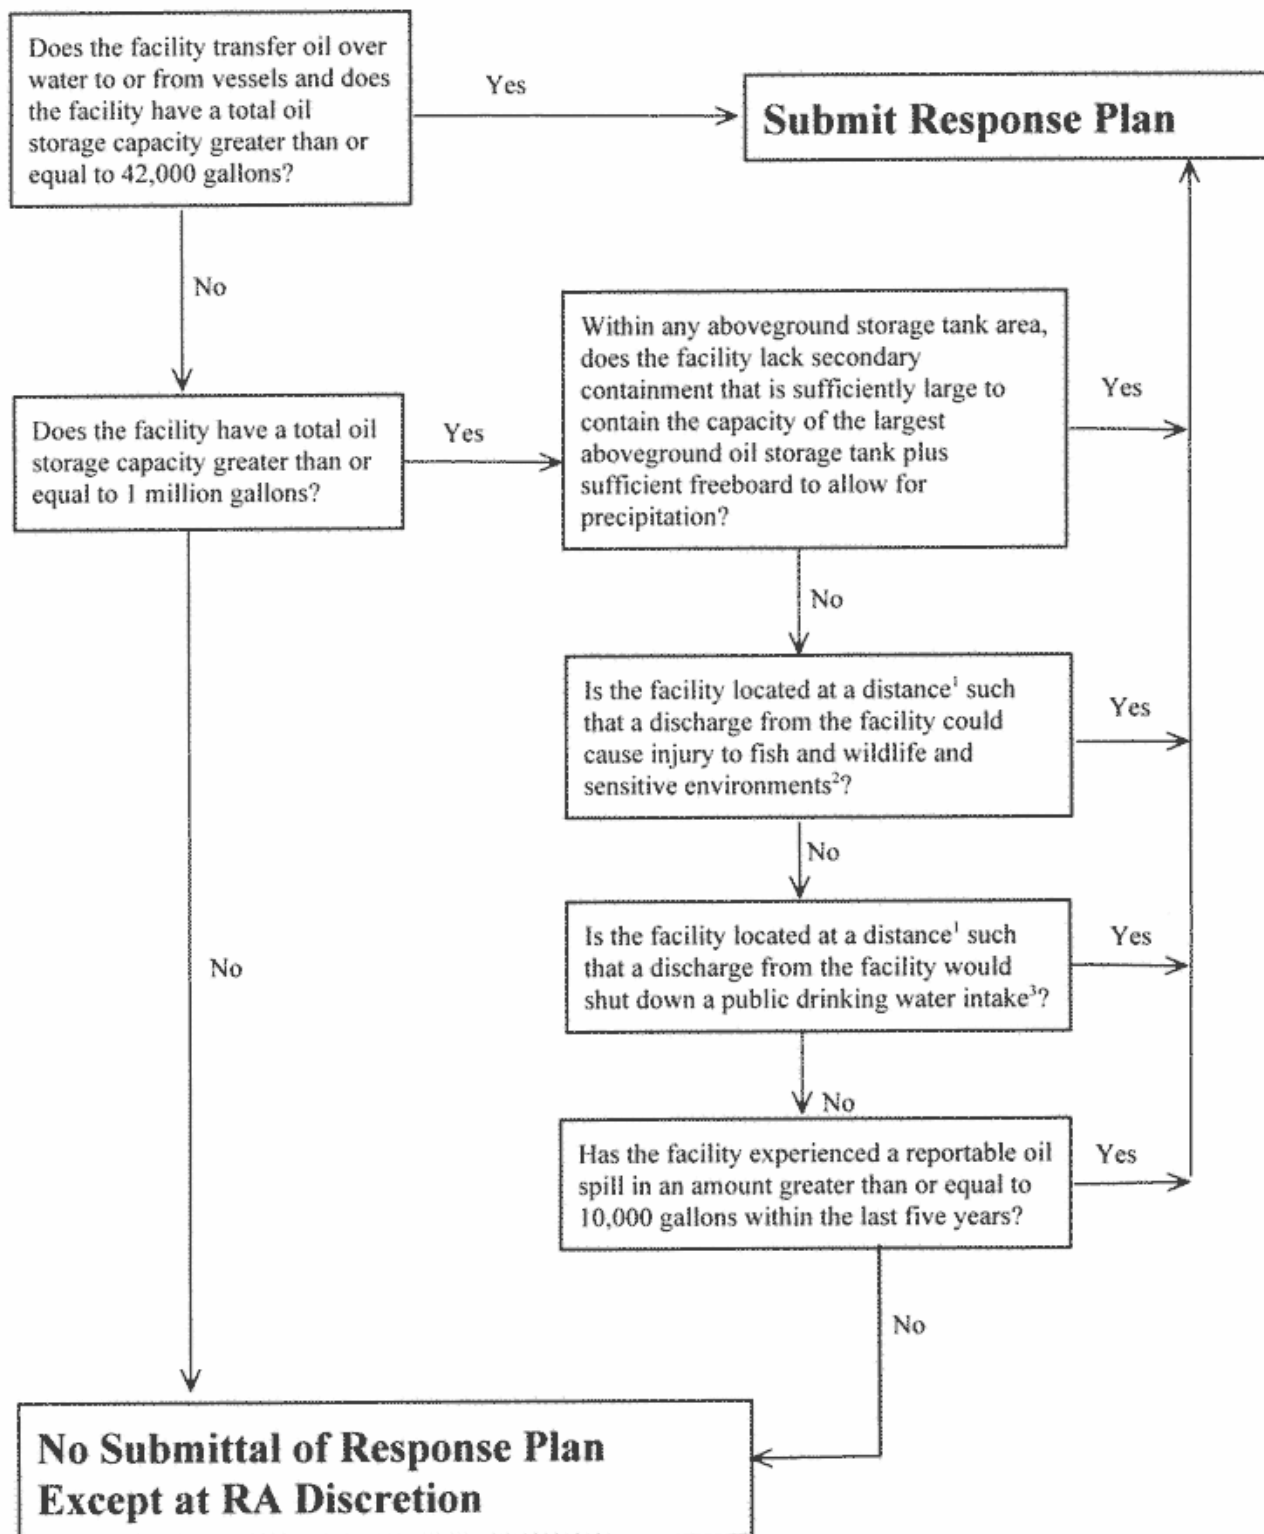 Does the facility transfer oil over
water to or from vessels and does
the facility have a total oil
storage capacity greater than or
equal to 42,000 gallons?
Yes
Submit Response Plan
No
Does the facility have a total oil
storage capacity greater than or
equal to 1 million gallons?
Yes
Within any aboveground storage tank area,
does the facility lack secondary
containment that is sufficiently large to
contain the capacity of the largest
aboveground oil storage tank plus
sufficient freeboard to allow for
precipitation?
Yes
No
Is the facility located at a distance¹ such
that a discharge from the facility could
cause injury to fish and wildlife and
sensitive environments²?
Yes
No
Is the facility located at a distance¹ such
that a discharge from the facility would
shut down a public drinking water intake³?
Yes
No
No
Has the facility experienced a reportable oil
spill in an amount greater than or equal to
10,000 gallons within the last five years?
Yes
No
No Submittal of Response Plan
Except at RA Discretion